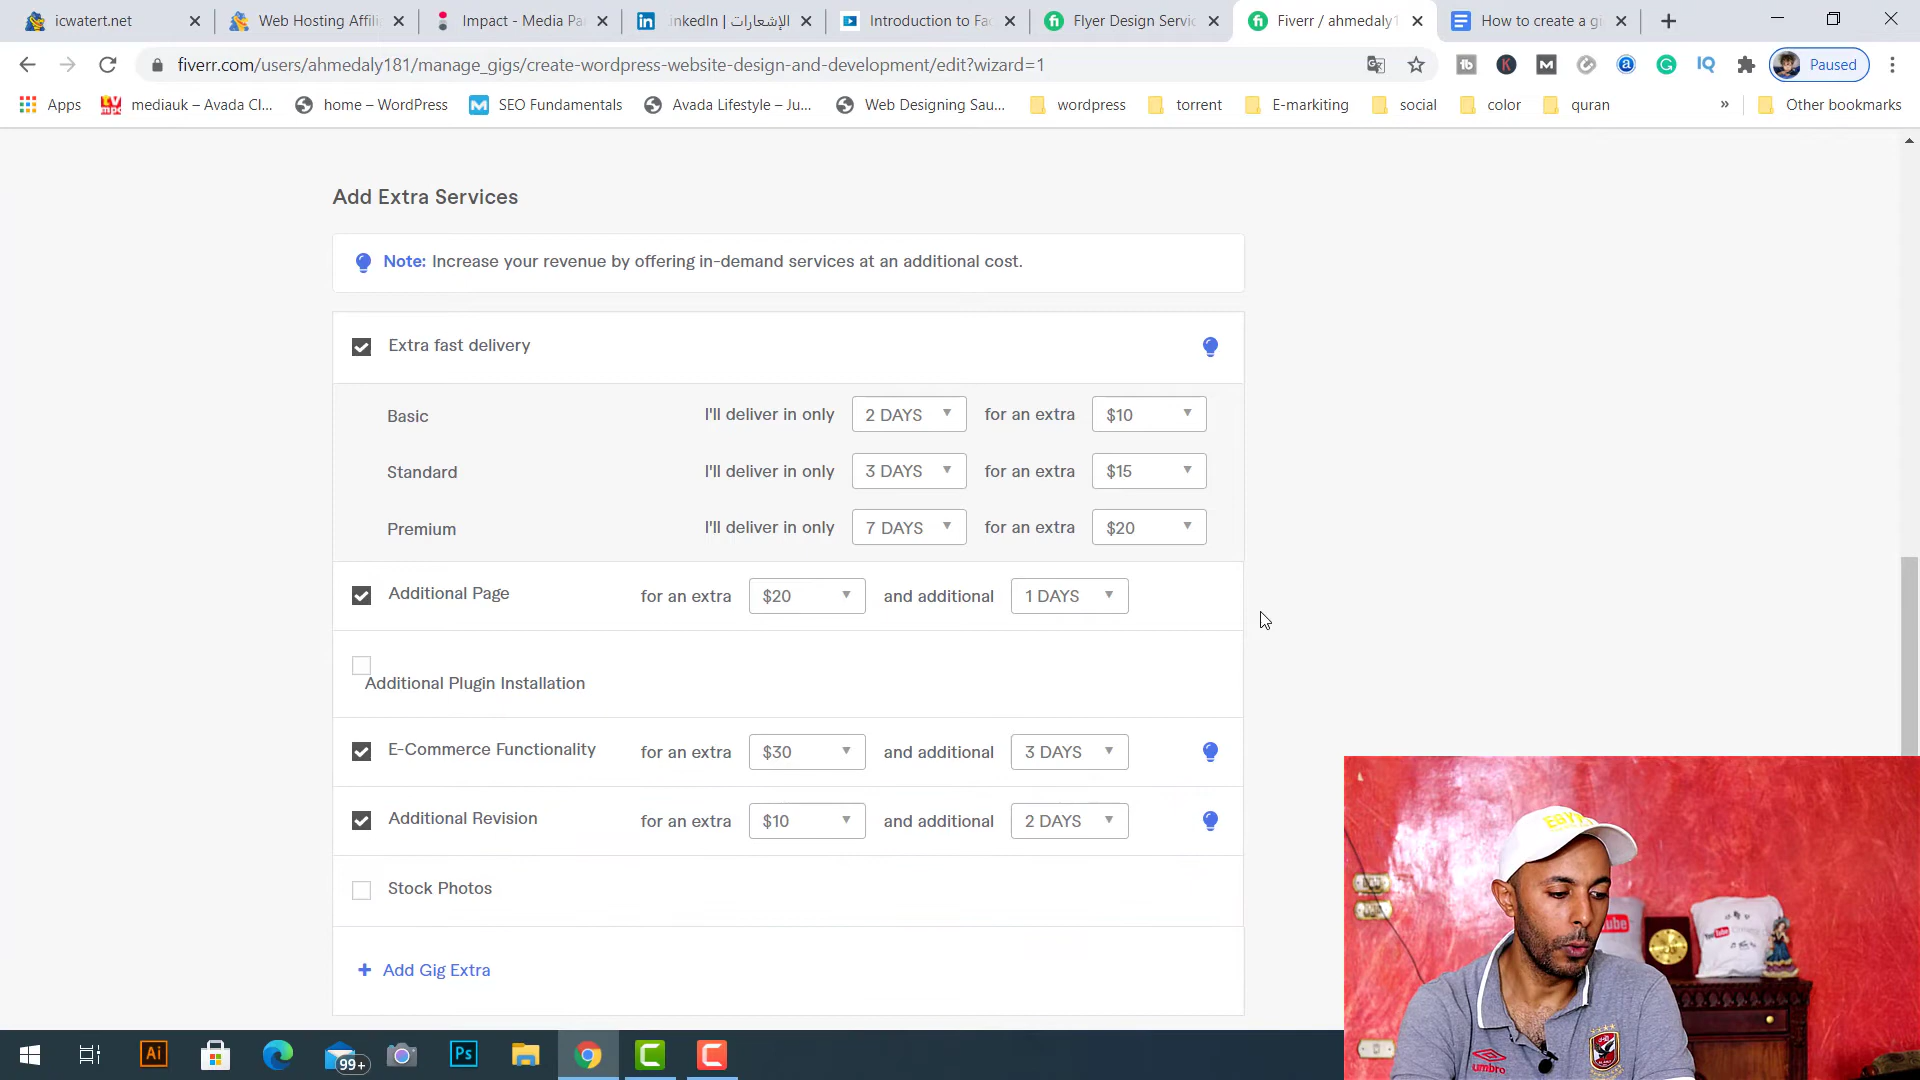 icwatert.net
Web Hosting Affili
Impact - Media Pa
inkedIn | الإشعارات
Introduction to Fa
Flyer Design Servic
Fiverr / ahmedaly1
How to create a gi
fiverr.com/users/ahmedaly181/manage_gigs/create-wordpress-website-design-and-development/edit?wizard=1
Paused
Apps
mediauk – Avada Cl...
home – WordPress
SEO Fundamentals
Avada Lifestyle – Ju...
Web Designing Sau...
wordpress
torrent
E-markiting
social
color
quran
»
Other bookmarks
Add Extra Services
Note: Increase your revenue by offering in-demand services at an additional cost.
Extra fast delivery
Basic I'll deliver in only 2 DAYS for an extra $10
Standard I'll deliver in only 3 DAYS for an extra $15
Premium I'll deliver in only 7 DAYS for an extra $20
Additional Page for an extra $20 and additional 1 DAYS
Additional Plugin Installation
E-Commerce Functionality for an extra $30 and additional 3 DAYS
Additional Revision for an extra $10 and additional 2 DAYS
Stock Photos
+ Add Gig Extra
EGYPT
umbro
Ai
99+
Ps